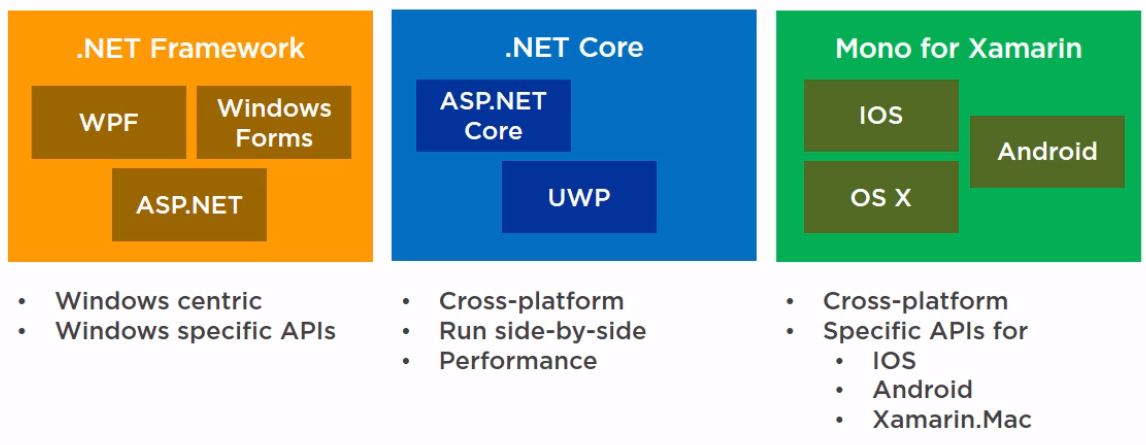 .NET Framework
WPF
Windows
Forms
ASP.NET
• Windows centric
• Windows specific APIs
.NET Core
ASP.NET
Core
UWP
• Cross-platform
• Run side-by-side
• Performance
Mono for Xamarin
IOS
Android
OS X
• Cross-platform
• Specific APIs for
• IOS
• Android
• Xamarin.Mac